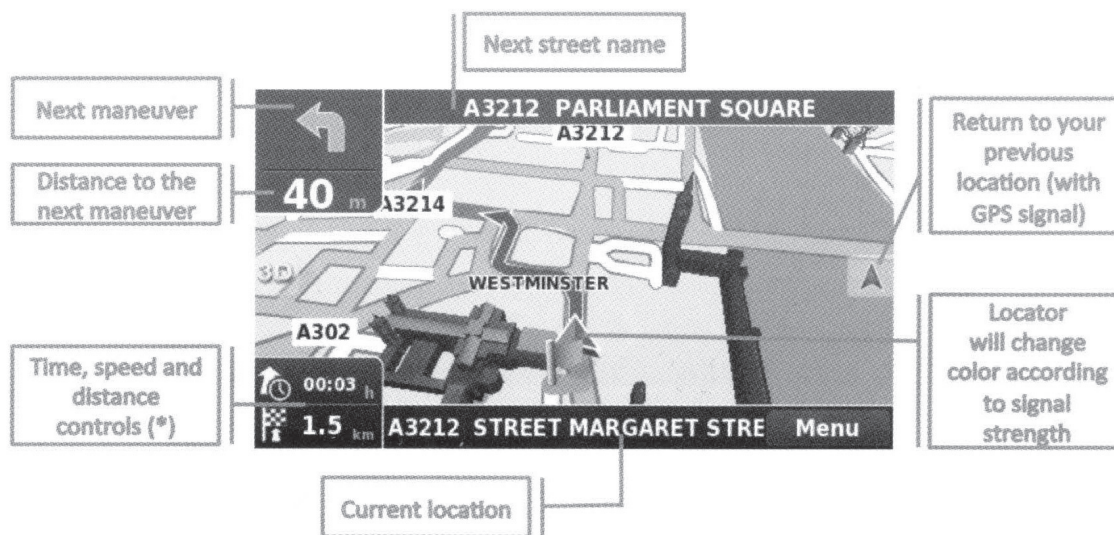 Next street name
Next maneuver
A3212 PARLIAMENT SQUARE
A3212
Return to your
previous
location (with
GPS signal)
Distance to the
next maneuver
40 m
A3214
3D
WESTMINSTER
A302
Locator
will change
color according
to signal
strength
Time, speed and
distance
controls (*)
00:03 h
1.5 km
A3212 STREET MARGARET STRE
Menu
Current location